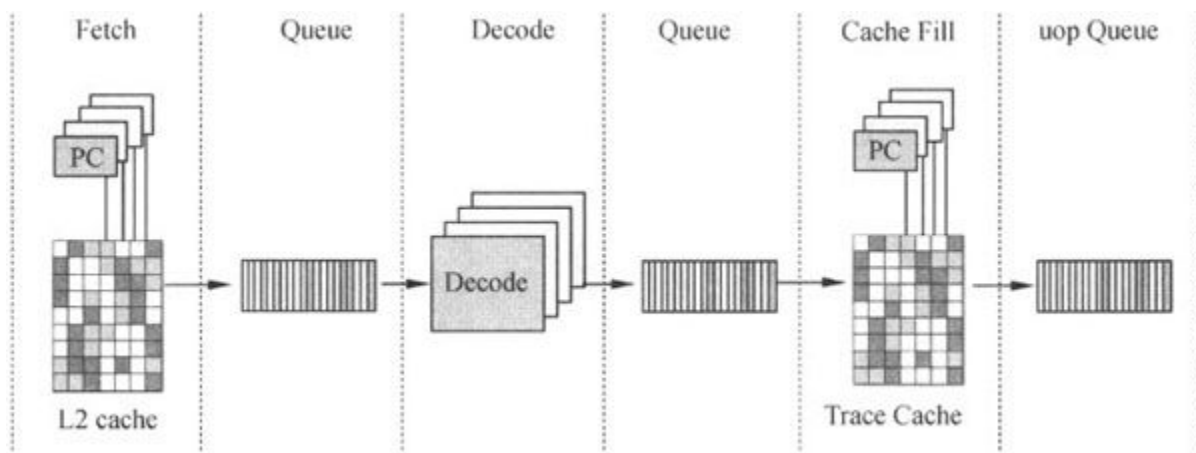 Fetch
Queue
Decode
Queue
Cache Fill
uop Queue
PC
PC
Decode
L2 cache
Trace Cache